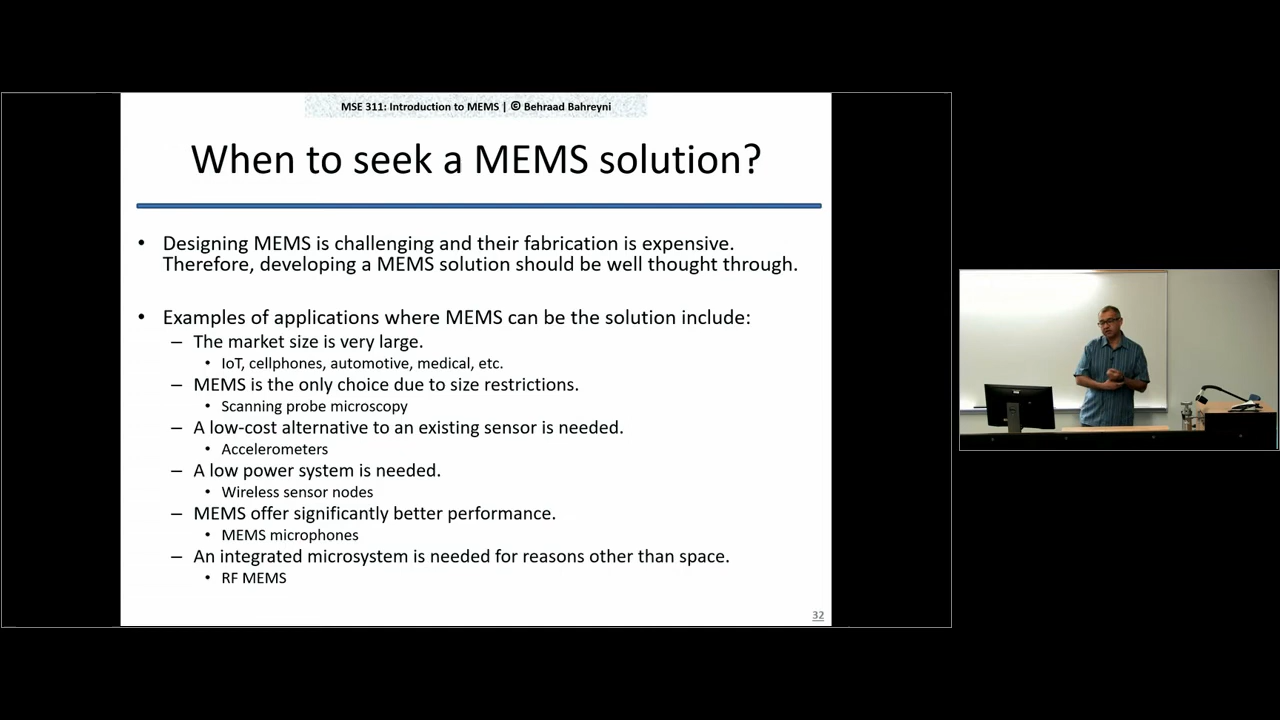 MSE 311: Introduction to MEMS | © Behraad Bahreyni
When to seek a MEMS solution?
• Designing MEMS is challenging and their fabrication is expensive.
Therefore, developing a MEMS solution should be well thought through.
• Examples of applications where MEMS can be the solution include:
– The market size is very large.
• IoT, cellphones, automotive, medical, etc.
– MEMS is the only choice due to size restrictions.
• Scanning probe microscopy
– A low-cost alternative to an existing sensor is needed.
• Accelerometers
– A low power system is needed.
• Wireless sensor nodes
– MEMS offer significantly better performance.
• MEMS microphones
– An integrated microsystem is needed for reasons other than space.
• RF MEMS
32